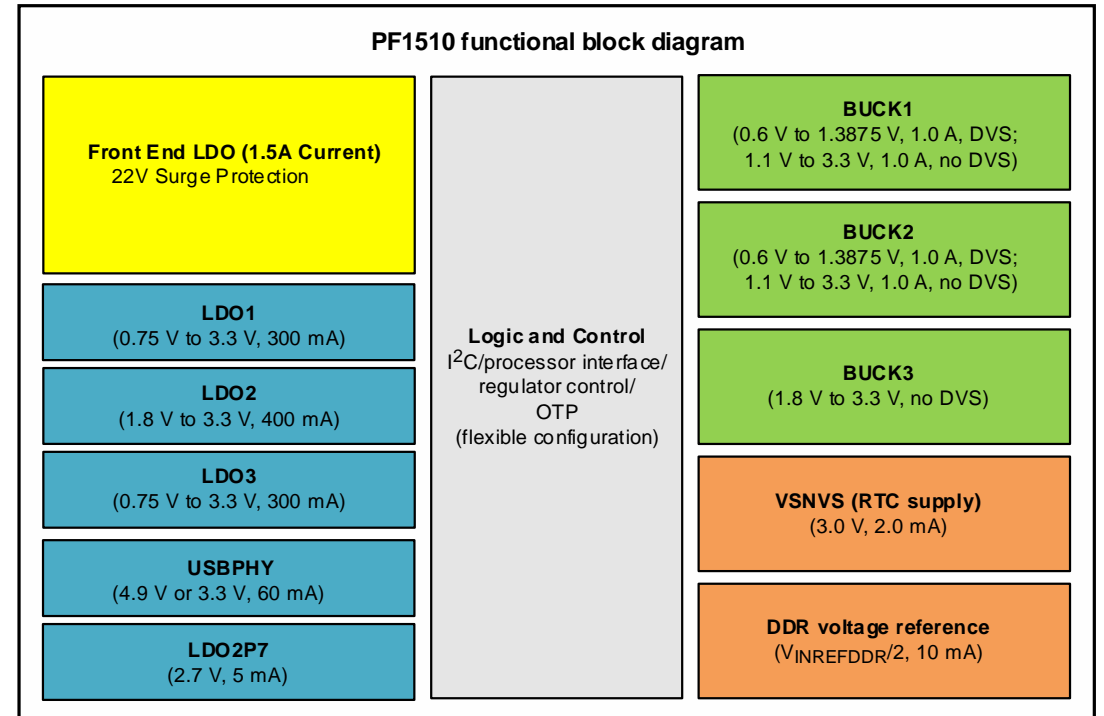 PF1510 functional block diagram
Front End LDO (1.5A Current)
22V Surge Protection
LDO1
(0.75 V to 3.3 V, 300 mA)
LDO2
(1.8 V to 3.3 V, 400 mA)
LDO3
(0.75 V to 3.3 V, 300 mA)
USBPHY
(4.9 V or 3.3 V, 60 mA)
LDO2P7
(2.7 V, 5 mA)
Logic and Control
I2C/processor interface/
regulator control/
OTP
(flexible configuration)
BUCK1
(0.6 V to 1.3875 V, 1.0 A, DVS;
1.1 V to 3.3 V, 1.0 A, no DVS)
BUCK2
(0.6 V to 1.3875 V, 1.0 A, DVS;
1.1 V to 3.3 V, 1.0 A, no DVS)
BUCK3
(1.8 V to 3.3 V, no DVS)
VSNVS (RTC supply)
(3.0 V, 2.0 mA)
DDR voltage reference
(VINREFDDR/2, 10 mA)